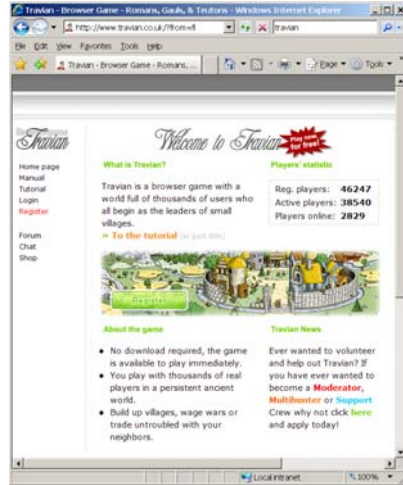 Travian - Browser Game - Romans, Gauls, & Teutons - Windows Internet Explorer
http://www.travian.co.uk/?from=fl
travian
File Edit View Favorites Tools Help
Travian - Browser Game - Romans, ...
Page
Tools
Travian
Welcome to Travian
Play now for free!
Home page
Manual
Tutorial
Login
Register
Forum
Chat
Shop
What is Travian?
Travian is a browser game with a
world full of thousands of users who
all begin as the leaders of small
villages.
» To the tutorial
Players' statistic
Reg. players: 46247
Active players: 38540
Players online: 2829
Register
About the game
• No download required, the game
is available to play immediately.
• You play with thousands of real
players in a persistent ancient
world.
• Build up villages, wage wars or
trade untroubled with your
neighbors.
Travian News
Ever wanted to volunteer
and help out Travian? If
you have ever wanted to
become a Moderator,
Multihunter or Support
Crew why not click here
and apply today!
Local intranet
100%